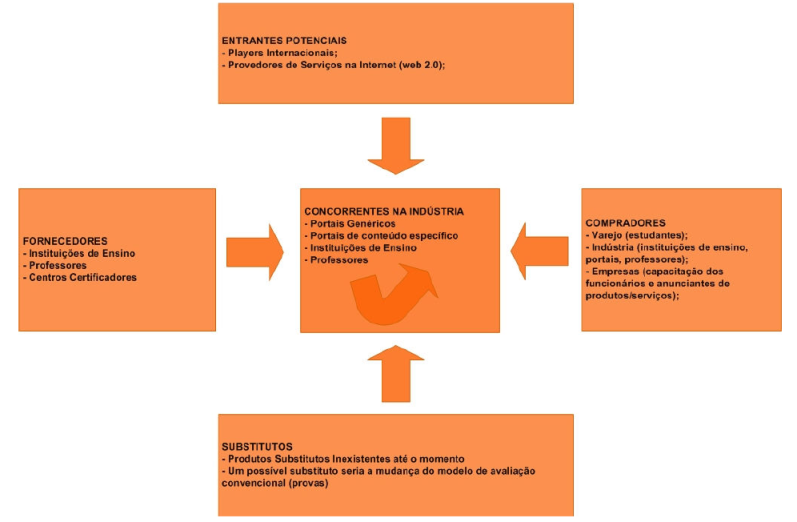 ENTRANTES POTENCIAIS
- Players Internacionais;
- Provedores de Serviços na Internet (web 2.0);
FORNECEDORES
- Instituições de Ensino
- Professores
- Centros Certificadores
CONCORRENTES NA INDÚSTRIA
- Portais Genéricos
- Portais de conteúdo específico
- Instituições de Ensino
- Professores
COMPRADORES
- Varejo (estudantes);
- Indústria (instituições de ensino,
portais, professores);
- Empresas (capacitação dos
funcionários e anunciantes de
produtos/serviços);
SUBSTITUTOS
- Produtos Substitutos Inexistentes até o momento
- Um possível substituto seria a mudança do modelo de avaliação
convencional (provas)